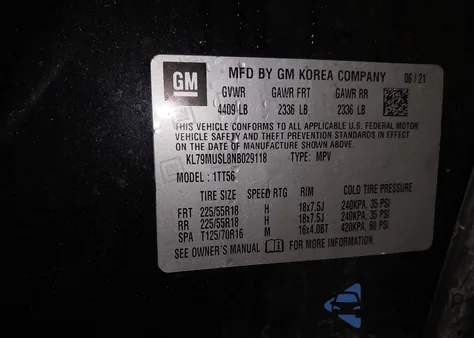 GM MFD BY GM KOREA COMPANY 06/21
GVWR GAWR FRT GAWR RR
4409 LB 2336 LB 2336 LB
THIS VEHICLE CONFORMS TO ALL APPLICABLE U.S. FEDERAL MOTOR
VEHICLE SAFETY AND THEFT PREVENTION STANDARDS IN EFFECT
ON THE DATE OF MANUFACTURE SHOWN ABOVE.
KL79MUSL8NB029118 TYPE: MPV
MODEL: 1TT56
TIRE SIZE SPEED RTG RIM COLD TIRE PRESSURE
FRT 225/55R18 H 18x7.5J 240KPA, 35 PSI
RR 225/55R18 H 18x7.5J 240KPA, 35 PSI
SPA T125/70R16 M 16x4.0BT 420KPA, 60 PSI
SEE OWNER'S MANUAL FOR MORE INFORMATION.